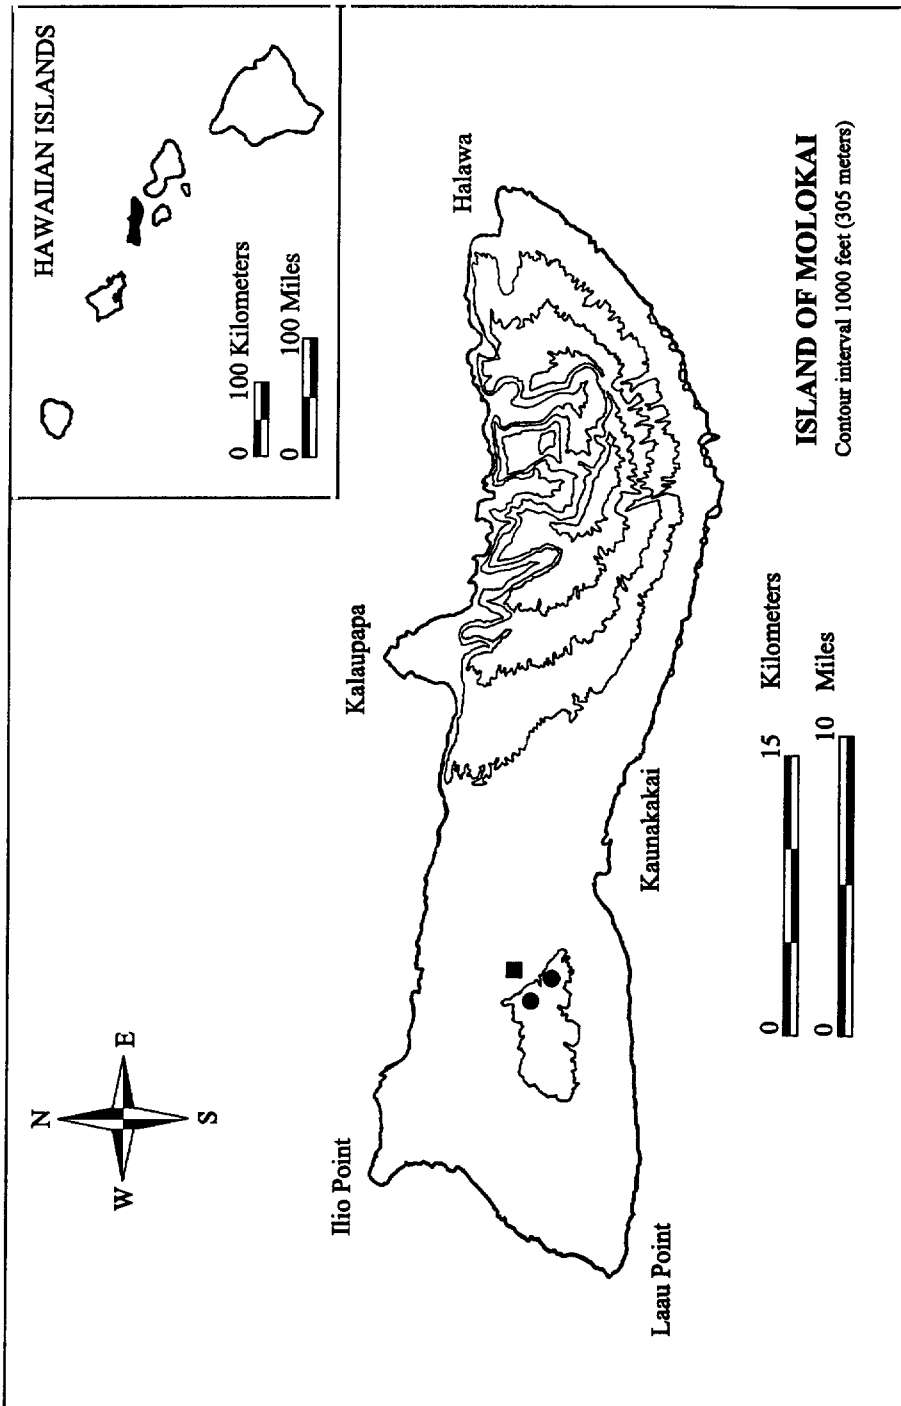 HAWAIIAN ISLANDS
0 100 Kilometers
0 100 Miles
N
W E
S
Ilio Point
Kalaupapa
Halawa
Laau Point
Kaunakakai
0 15 Kilometers
0 10 Miles
ISLAND OF MOLOKAI
Contour interval 1000 feet (305 meters)